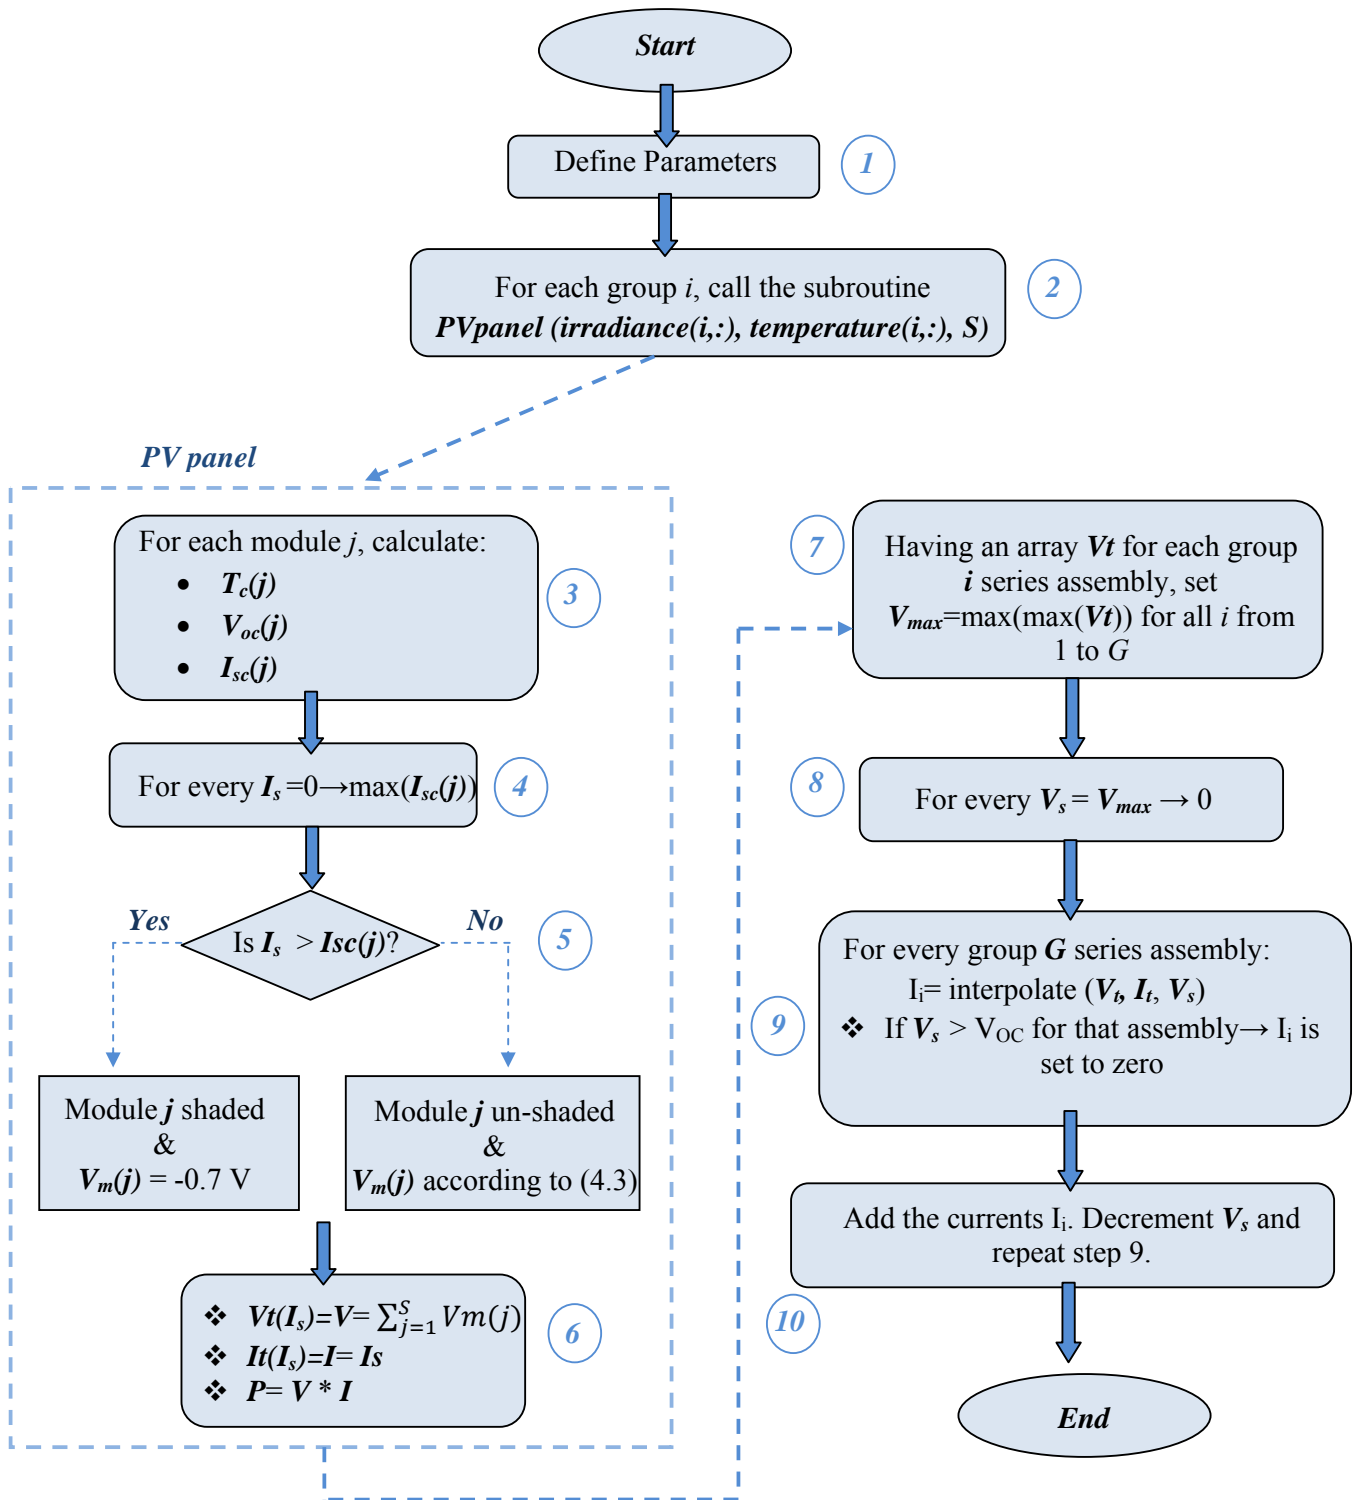 Start
Define Parameters
1
For each group i, call the subroutine
PVpanel (irradiance(i,:), temperature(i,:), S)
2
PV panel
For each module j, calculate:
• Tc(j)
• Voc(j)
• Isc(j)
3
For every Is=0→max(Isc(j))
4
Is Is > Isc(j)?
Yes
No
5
Module j shaded
&
Vm(j) = -0.7 V
Module j un-shaded
&
Vm(j) according to (4.3)
❖ Vt(Is)=V= ∑_{j=1}^{S} Vm(j)
❖ It(Is)=I= Is
❖ P= V * I
6
7
Having an array Vt for each group
i series assembly, set
Vmax=max(max(Vt)) for all i from
1 to G
8
For every Vs = Vmax → 0
For every group G series assembly:
Ii= interpolate (Vt, It, Vs)
❖ If Vs > VOC for that assembly→ Ii is
set to zero
9
Add the currents Ii. Decrement Vs and
repeat step 9.
10
End